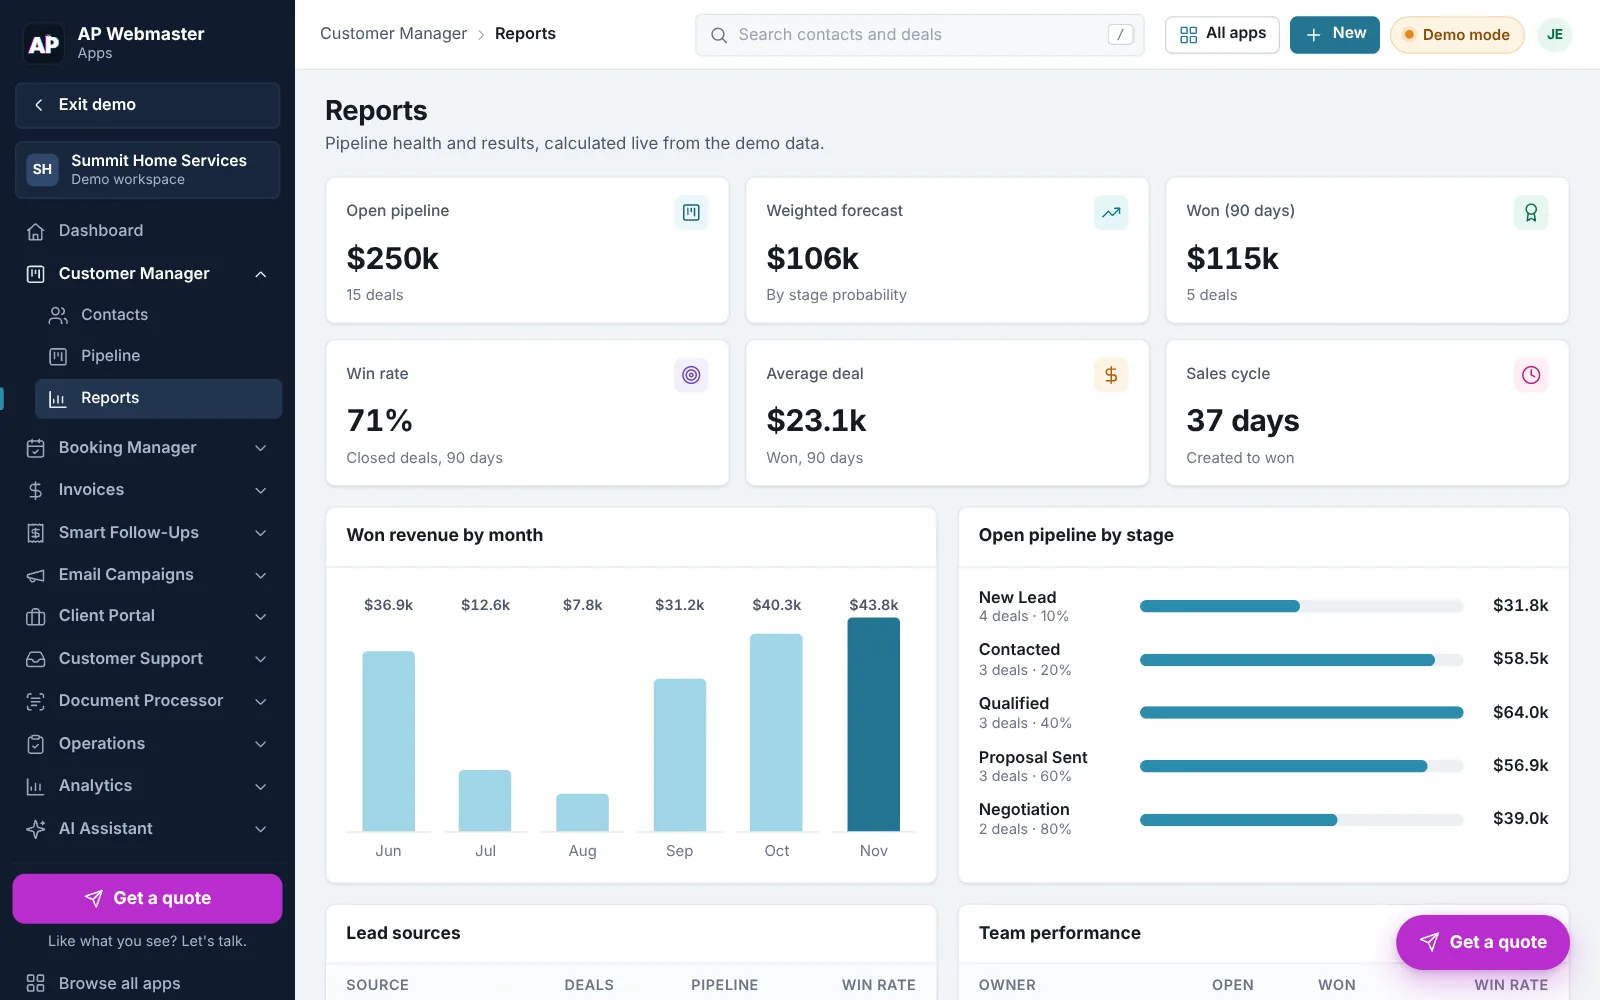 AP
AP Webmaster
Apps
Exit demo
SH
Summit Home Services
Demo workspace
Dashboard
Customer Manager
Contacts
Pipeline
Reports
Booking Manager
Invoices
Smart Follow-Ups
Email Campaigns
Client Portal
Customer Support
Document Processor
Operations
Analytics
AI Assistant
Get a quote
Like what you see? Let's talk.
Browse all apps
Customer Manager > Reports
Search contacts and deals /
All apps
+ New
Demo mode
JE
Reports
Pipeline health and results, calculated live from the demo data.
Open pipeline
$250k
15 deals
Weighted forecast
$106k
By stage probability
Won (90 days)
$115k
5 deals
Win rate
71%
Closed deals, 90 days
Average deal
$23.1k
Won, 90 days
Sales cycle
37 days
Created to won
Won revenue by month
$36.9k $12.6k $7.8k $31.2k $40.3k $43.8k
Jun Jul Aug Sep Oct Nov
Open pipeline by stage
New Lead
4 deals · 10%
$31.8k
Contacted
3 deals · 20%
$58.5k
Qualified
3 deals · 40%
$64.0k
Proposal Sent
3 deals · 60%
$56.9k
Negotiation
2 deals · 80%
$39.0k
Lead sources
SOURCE DEALS PIPELINE WIN RATE
Team performance
OWNER OPEN WON WIN RATE
Get a quote